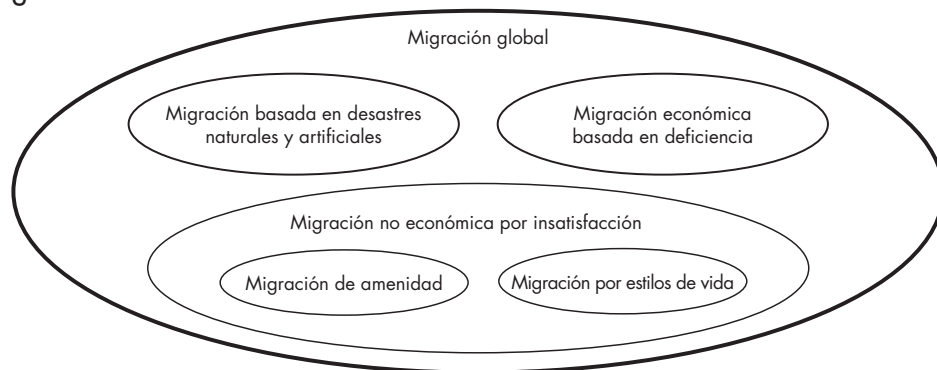 Migración global
Migración basada en desastres
naturales y artificiales
Migración económica
basada en deficiencia
Migración no económica por insatisfacción
Migración de amenidad
Migración por estilos de vida